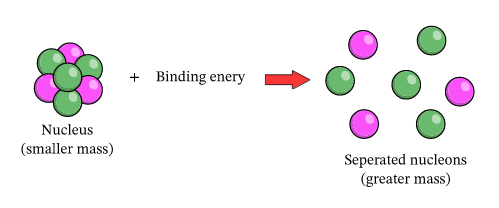 + Binding enery
Nucleus
(smaller mass)
Seperated nucleons
(greater mass)